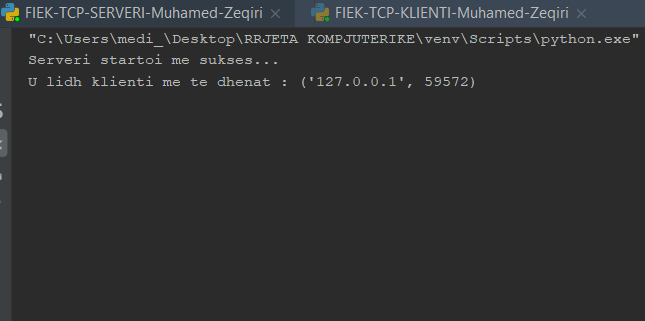 FIEK-TCP-SERVERI-Muhamed-Zeqiri × FIEK-TCP-KLIENTI-Muhamed-Zeqiri ×
"C:\Users\medi_\Desktop\RRJETA KOMPJUTERIKE\venv\Scripts\python.exe"
Serveri startoi me sukses...
U lidh klienti me te dhenat : ('127.0.0.1', 59572)